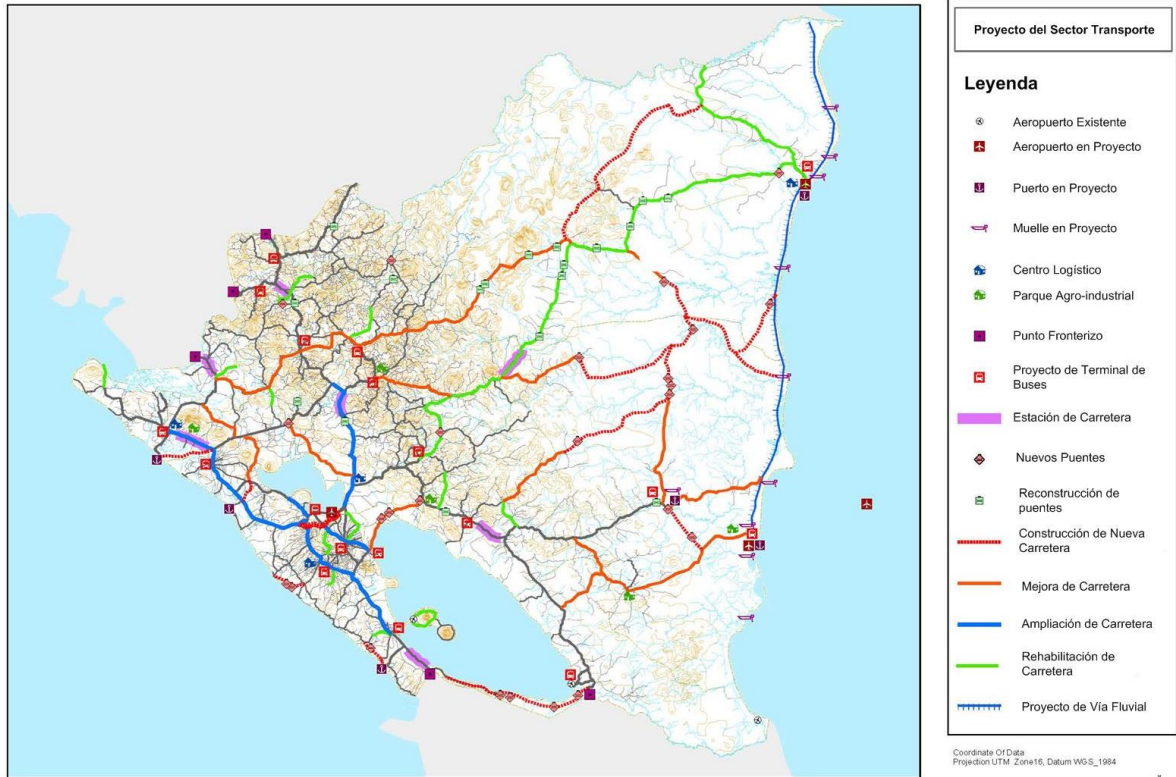 Proyecto del Sector Transporte
Leyenda
Aeropuerto Existente
Aeropuerto en Proyecto
Puerto en Proyecto
Muelle en Proyecto
Centro Logístico
Parque Agro-industrial
Punto Fronterizo
Proyecto de Terminal de
Buses
Estación de Carretera
Nuevos Puentes
Reconstrucción de
puentes
Construcción de Nueva
Carretera
Mejora de Carretera
Ampliación de Carretera
Rehabilitación de
Carretera
Proyecto de Vía Fluvial
Coordinate Of Data
Projection UTM Zone16, Datum WGS_1984